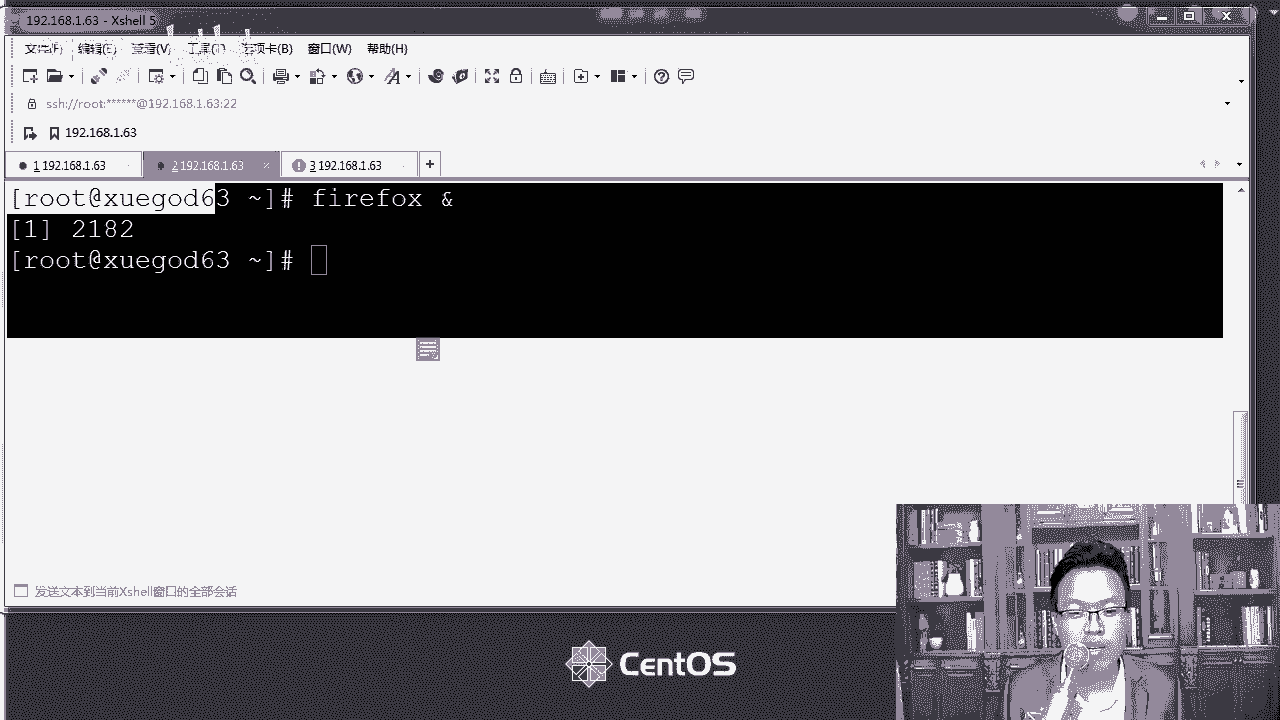 192.168.1.63 - Xshell 5
文件(F) 编辑(E) 查看(V) 工具(T) 选项卡(B) 窗口(W) 帮助(H)
ssh://root:******@192.168.1.63:22
192.168.1.63
1 192.168.1.63 2 192.168.1.63 × 3 192.168.1.63 +
[root@xuegod63 ~]# firefox &
[1] 2182
[root@xuegod63 ~]#
发送文本到当前Xshell窗口的全部会话
CentOS